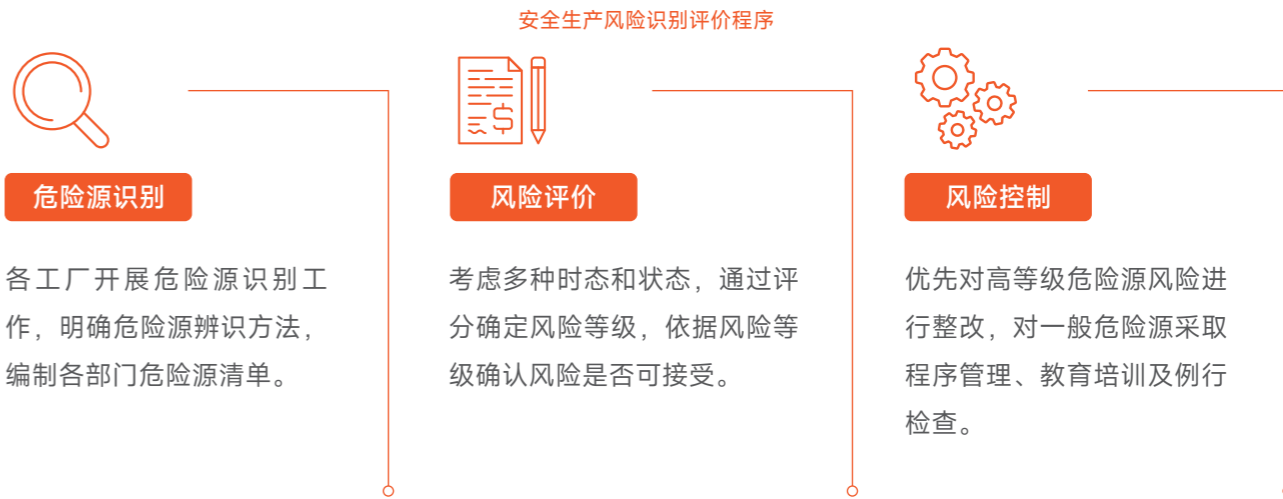 安全生产风险识别评价程序
危险源识别
各工厂开展危险源识别工
作，明确危险源辨识方法，
编制各部门危险源清单。
风险评价
考虑多种时态和状态，通过评
分确定风险等级，依据风险等
级确认风险是否可接受。
风险控制
优先对高等级危险源风险进
行整改，对一般危险源采取
程序管理、教育培训及例行
检查。